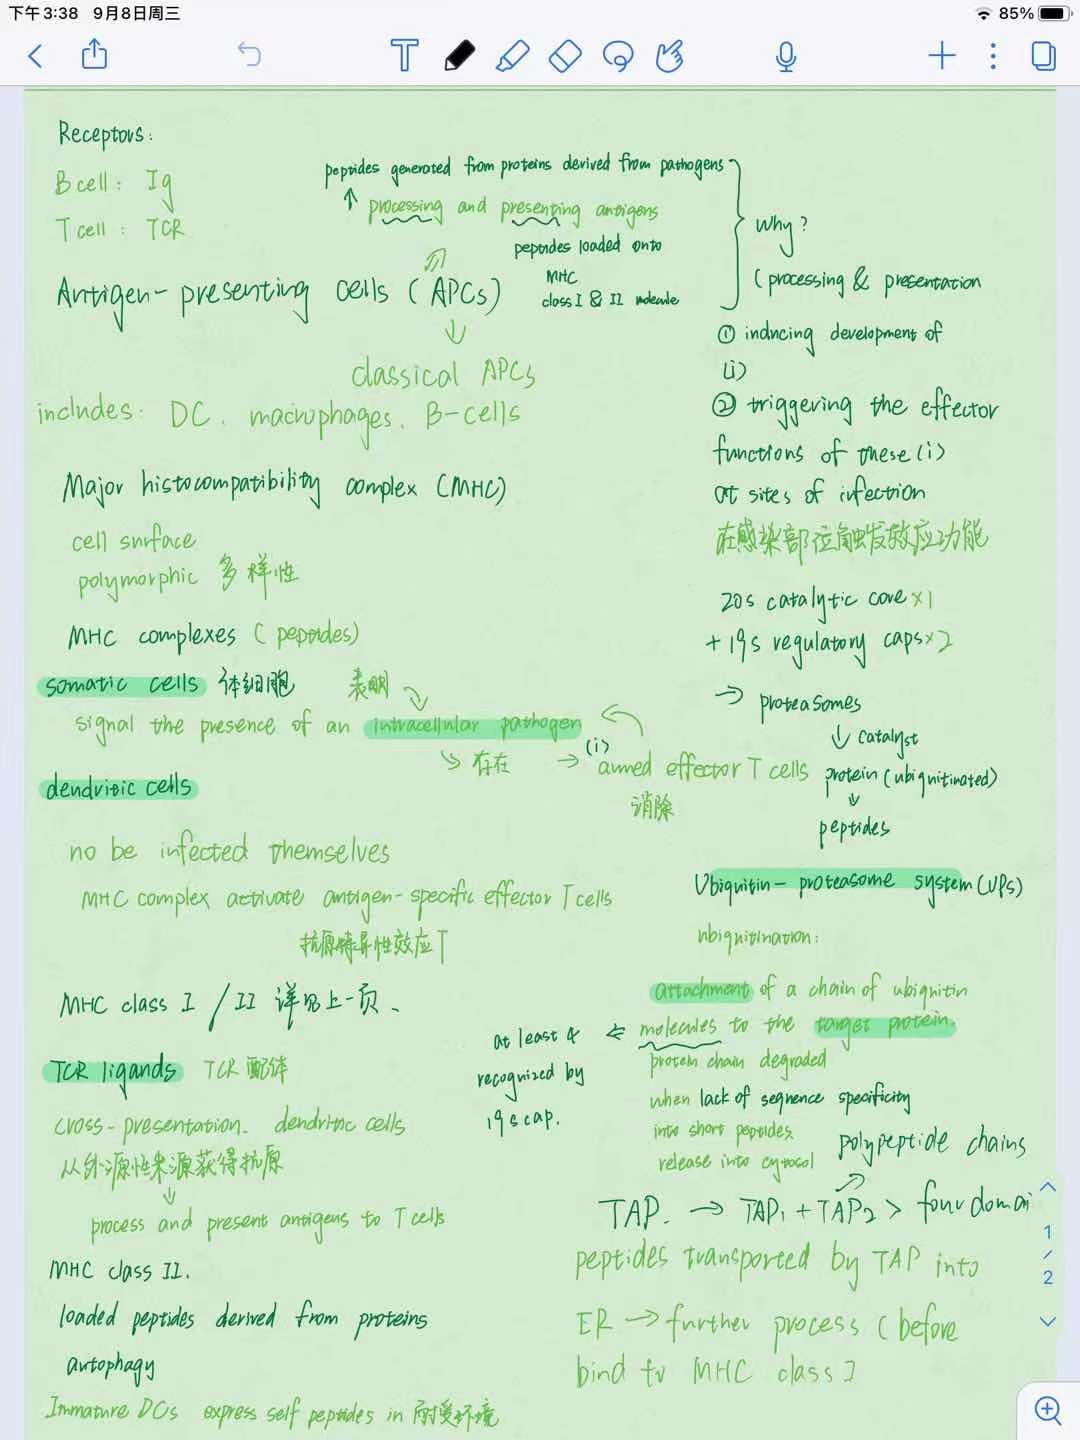 下午3:38 9月8日周三
85%
Receptors:
B cell: Ig
T cell: TCR
peptides generated from proteins derived from pathogens
↑ processing and presenting antigens
peptides loaded onto
MHC
class I & II molecule
Antigen-presenting cells (APCs)
↓
classical APCs
includes: DC、macrophages、B-cells
Why?
(processing & presentation
① inducing development of
(i)
② triggering the effector
functions of these (i)
at sites of infection
在感染部位触发效应功能
Major histocompatibility complex (MHC)
cell surface
polymorphic 多样性
MHC complexes (peptides)
somatic cells 体细胞 表明
signal the presence of an intracellular pathogen
↘ 存在 → (i) armed effector T cells
消除
dendritic cells
no be infected themselves
MHC complex activate antigen-specific effector T cells
抗原特异性效应T
MHC class I / II 详见上一页、
TCR ligands TCR配体
cross-presentation. dendritic cells
从外源性来源获得抗原
↓
process and present antigens to T cells
MHC class II.
loaded peptides derived from proteins
autophagy
Immature DCs express self peptides in 耐受环境
20s catalytic core ×1
+ 19s regulatory caps ×2
→ proteasomes
↓ catalyst
protein (ubiquitinated)
↓
peptides
Ubiquitin-proteasome system (UPS)
ubiquitination:
attachment of a chain of ubiquitin
molecules to the target protein.
at least 4
recognized by
19s cap.
protein chain degraded
when lack of sequence specificity
into short peptides
release into cytosol
polypeptide chains
TAP. → TAP1 + TAP2 > four domain
peptides transported by TAP into
ER → further process (before
bind to MHC class I
1
/
2